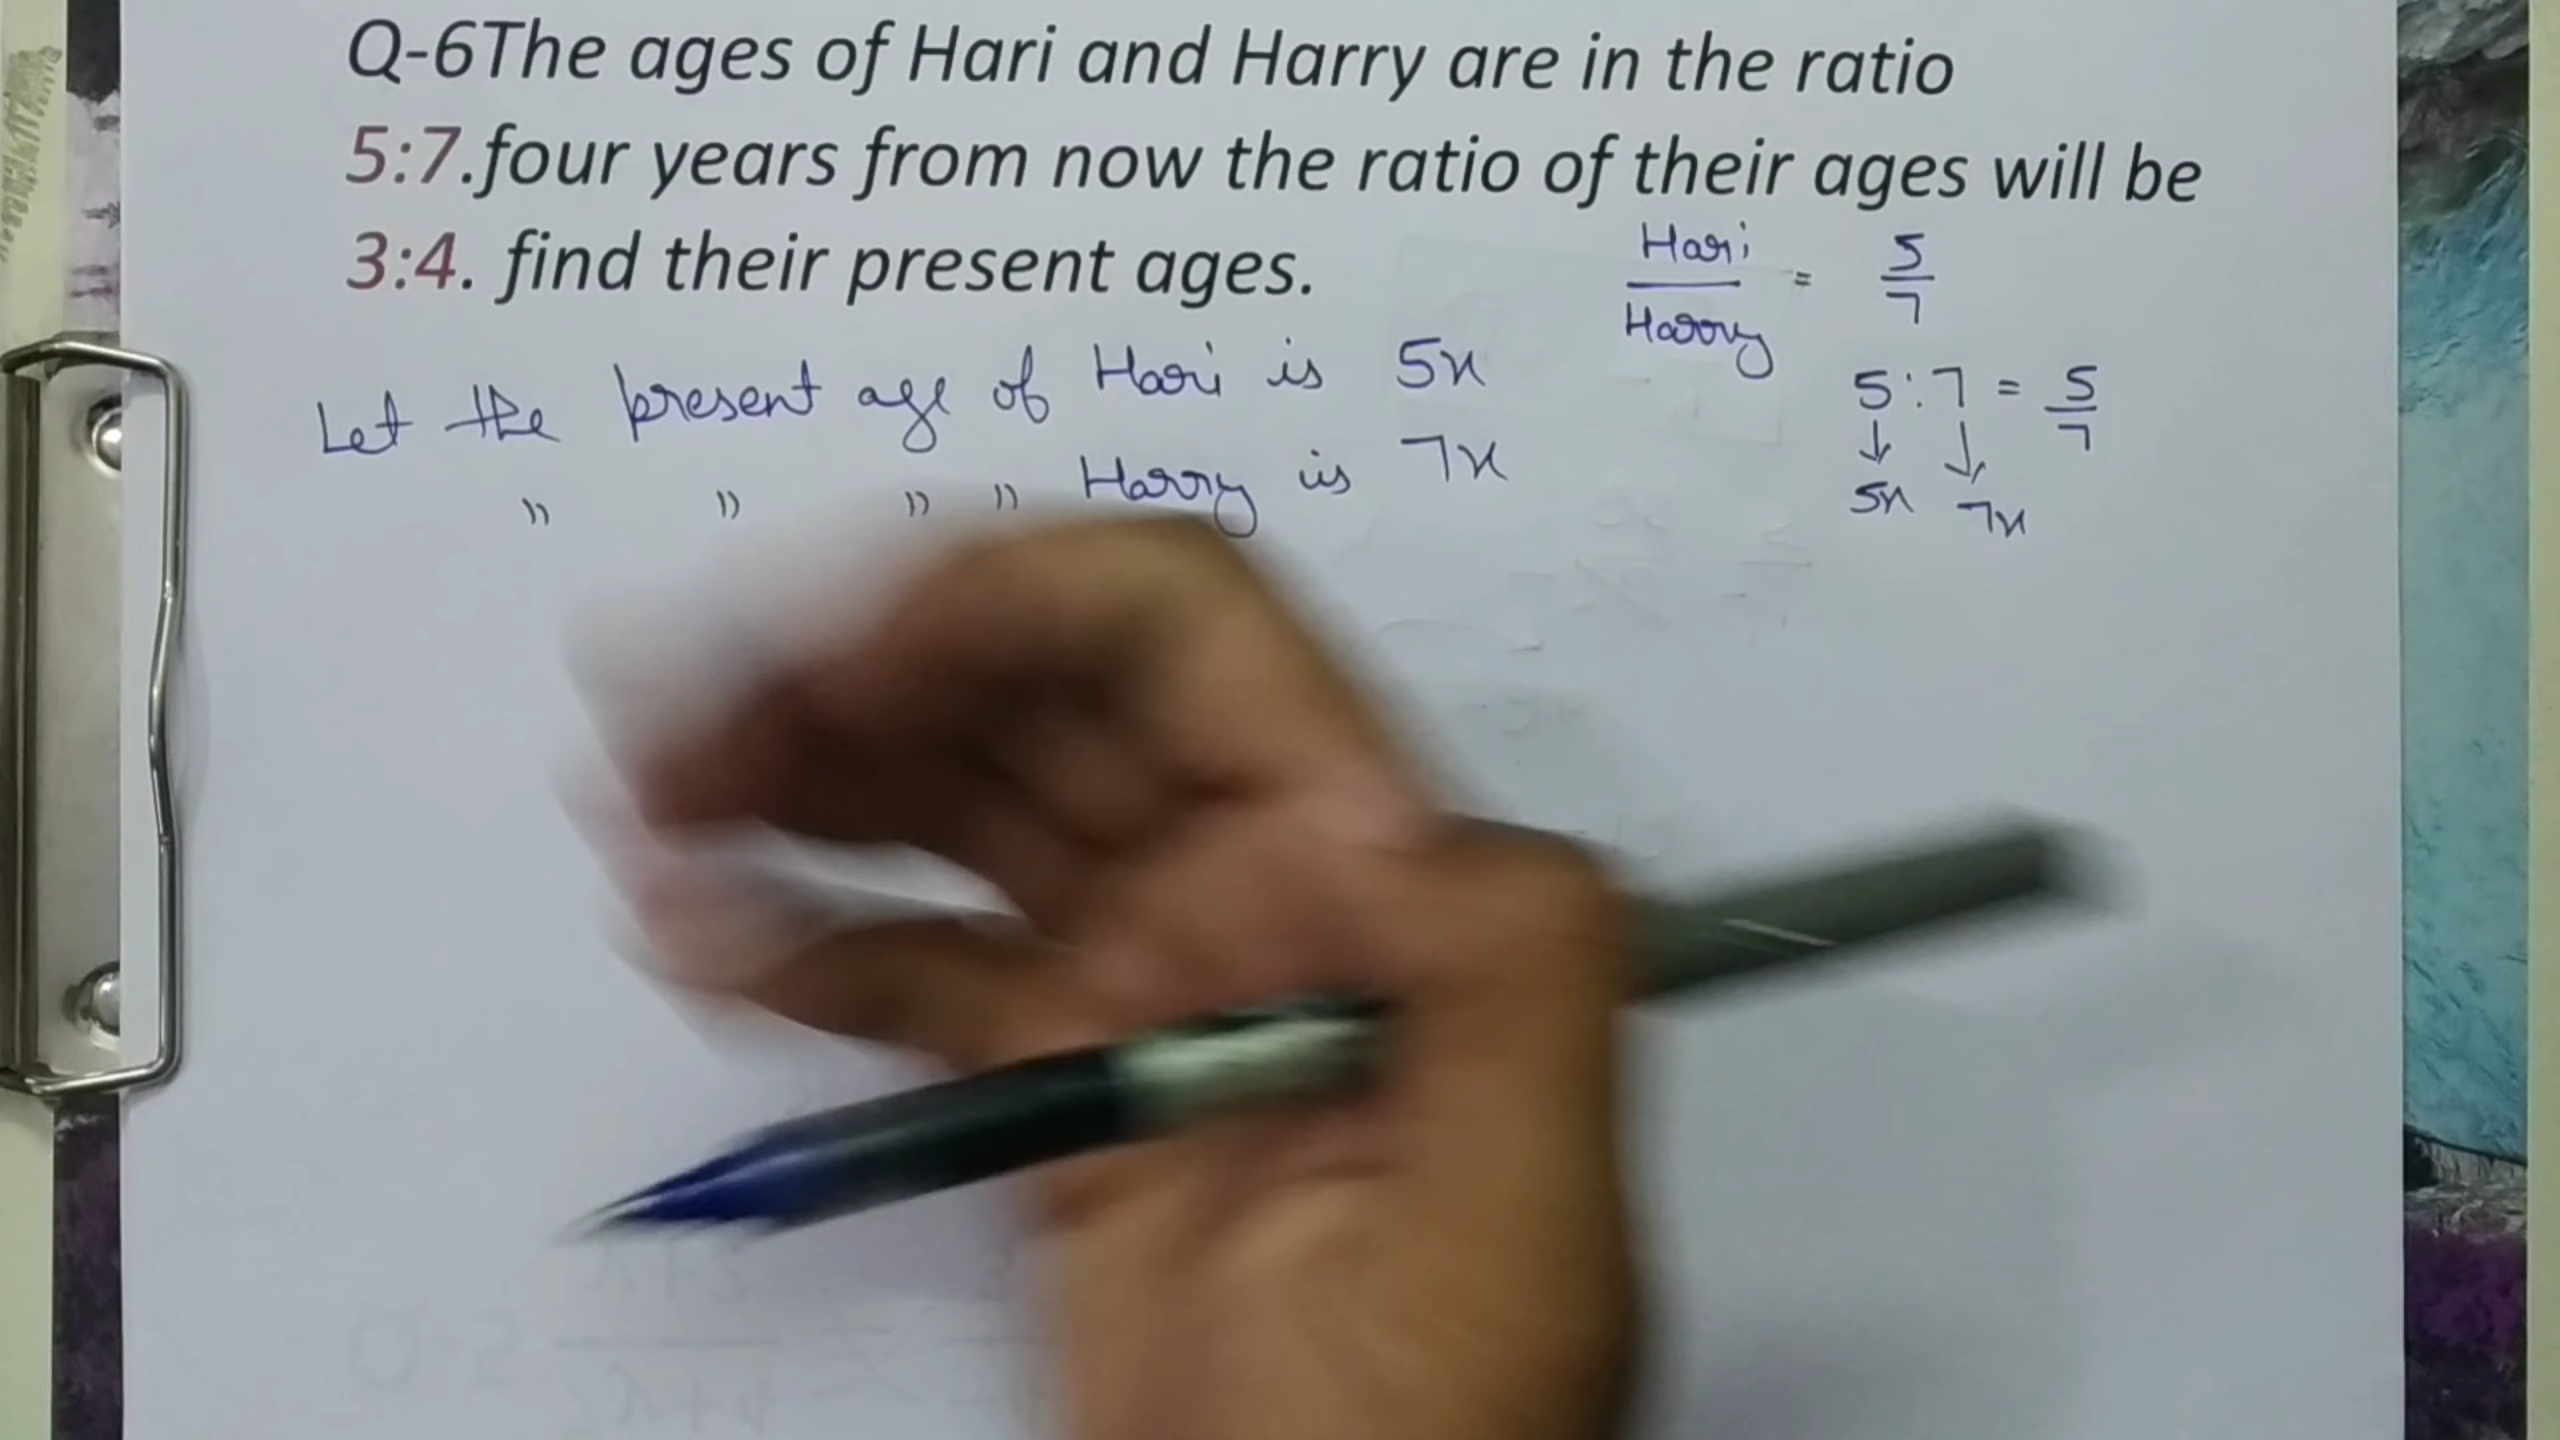 Q-6The ages of Hari and Harry are in the ratio
5:7.four years from now the ratio of their ages will be
3:4. find their present ages.
Hari
Harry = 5/7
Let the present age of Hari is 5x
" " " " Harry is 7x
5:7 = 5/7
↓ ↓
5x 7x